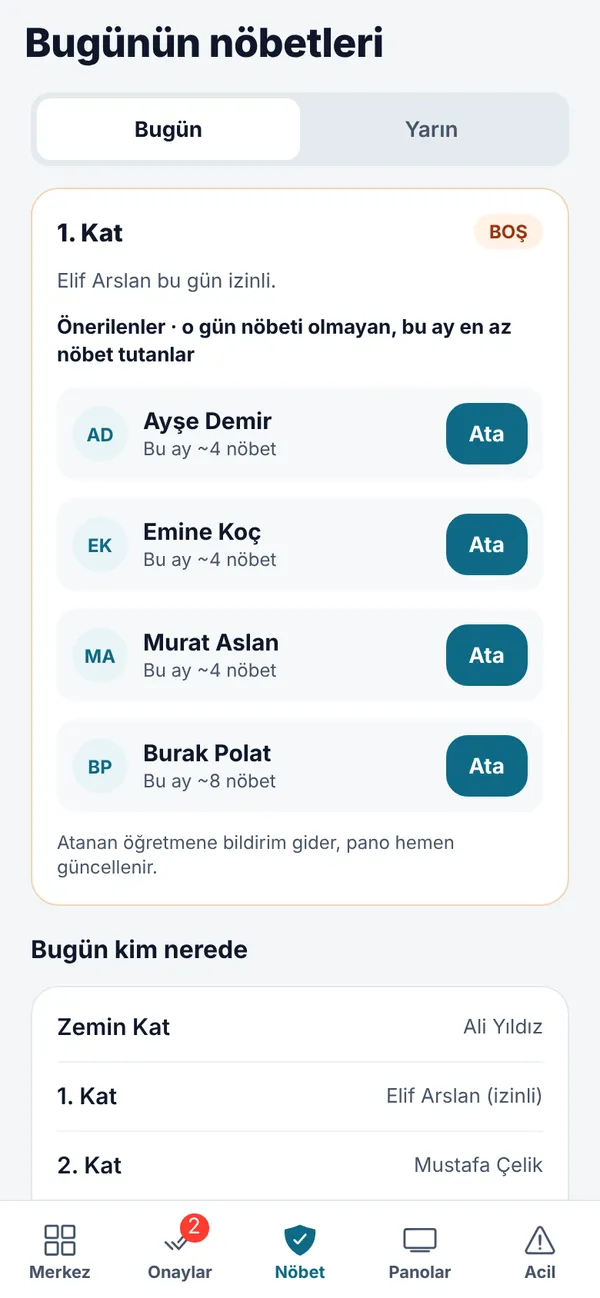 Bugünün nöbetleri
Bugün
Yarın
1. Kat
BOŞ
Elif Arslan bu gün izinli.
Önerilenler · o gün nöbeti olmayan, bu ay en az
nöbet tutanlar
AD
Ayşe Demir
Bu ay ~4 nöbet
Ata
EK
Emine Koç
Bu ay ~4 nöbet
Ata
MA
Murat Aslan
Bu ay ~4 nöbet
Ata
BP
Burak Polat
Bu ay ~8 nöbet
Ata
Atanan öğretmene bildirim gider, pano hemen
güncellenir.
Bugün kim nerede
Zemin Kat
Ali Yıldız
1. Kat
Elif Arslan (izinli)
2. Kat
Mustafa Çelik
2
Merkez
Onaylar
Nöbet
Panolar
Acil